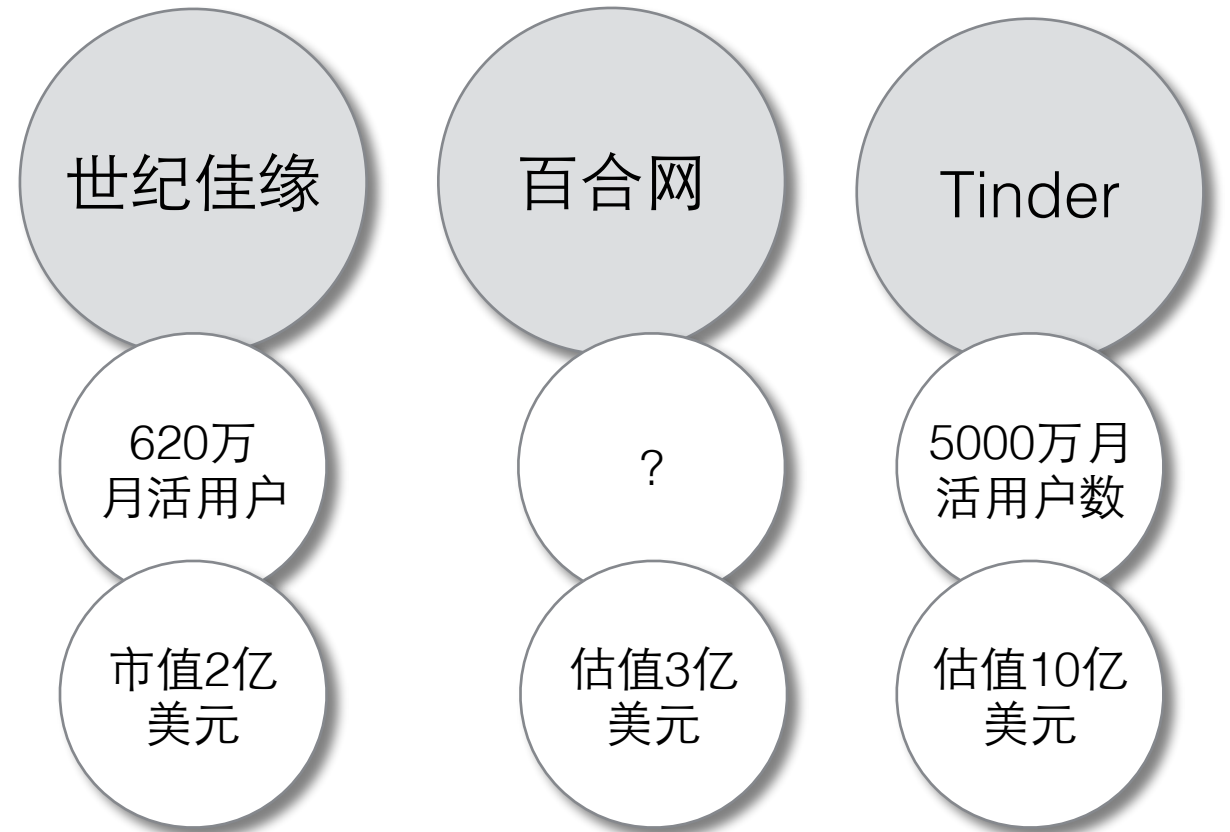 世纪佳缘
620万
月活用户
市值2亿
美元
百合网
?
估值3亿
美元
Tinder
5000万月
活用户数
估值10亿
美元